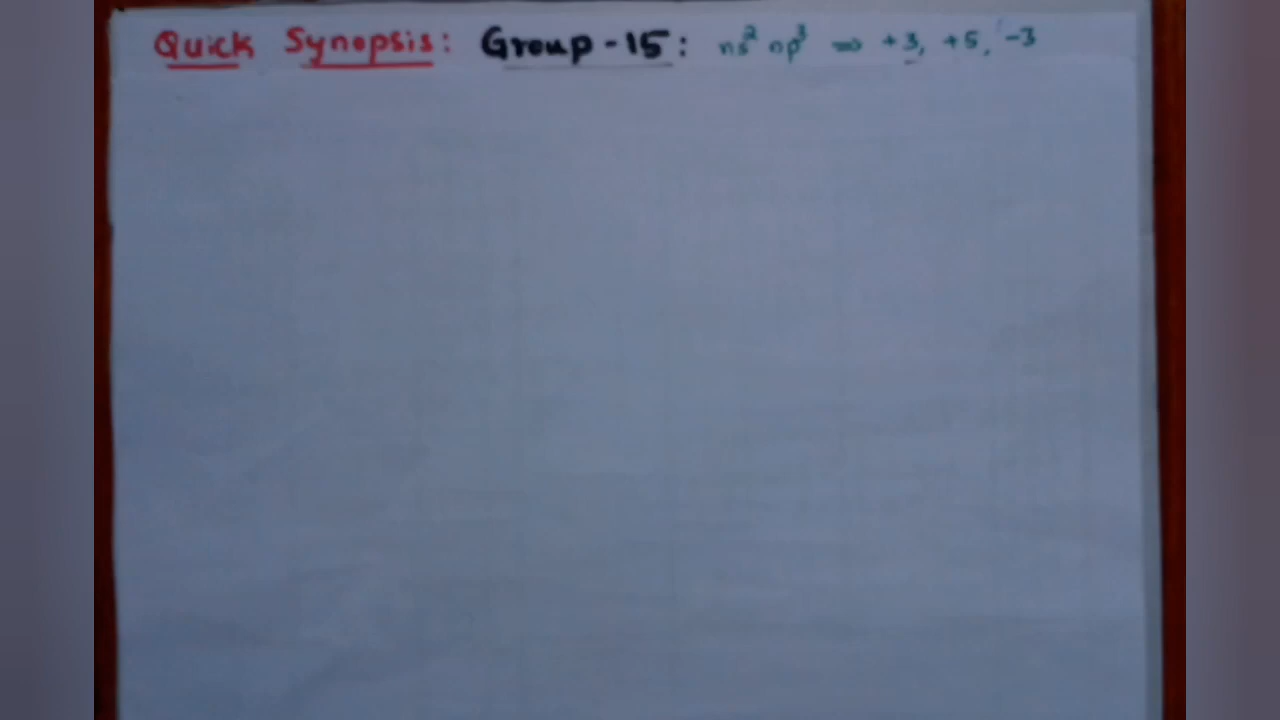 Quick Synopsis: Group-15: ns² np³ ⇒ +3, +5, -3